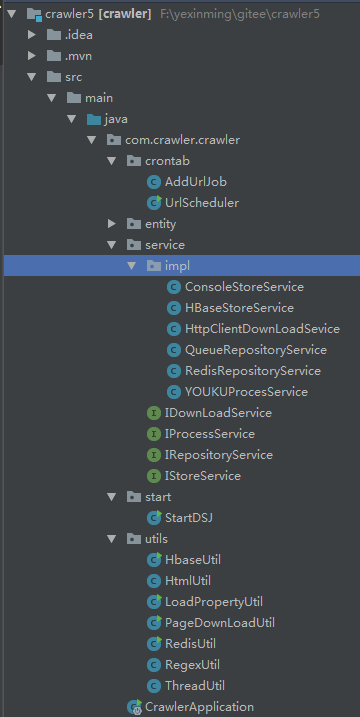 crawler5 [crawler] F:\yexinming\gitee\crawler5
.idea
.mvn
src
main
java
com.crawler.crawler
crontab
AddUrlJob
UrlScheduler
entity
service
impl
ConsoleStoreService
HBaseStoreService
HttpClientDownLoadSevice
QueueRepositoryService
RedisRepositoryService
YOUKUProcesService
IDownLoadService
IProcessService
IRepositoryService
IStoreService
start
StartDSJ
utils
HbaseUtil
HtmlUtil
LoadPropertyUtil
PageDownLoadUtil
RedisUtil
RegexUtil
ThreadUtil
CrawlerApplication